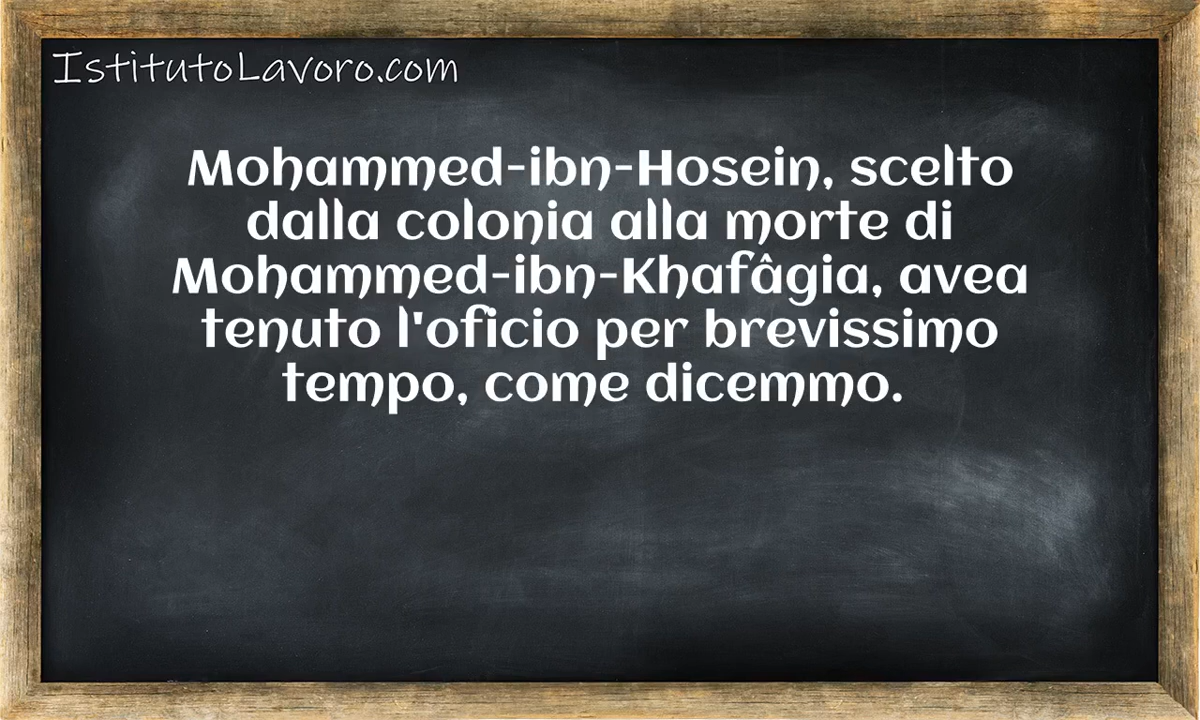 IstitutoLavoro.com
Mohammed-ibn-Hosein, scelto
dalla colonia alla morte di
Mohammed-ibn-Khafâgia, avea
tenuto l'oficio per brevissimo
tempo, come dicemmo.